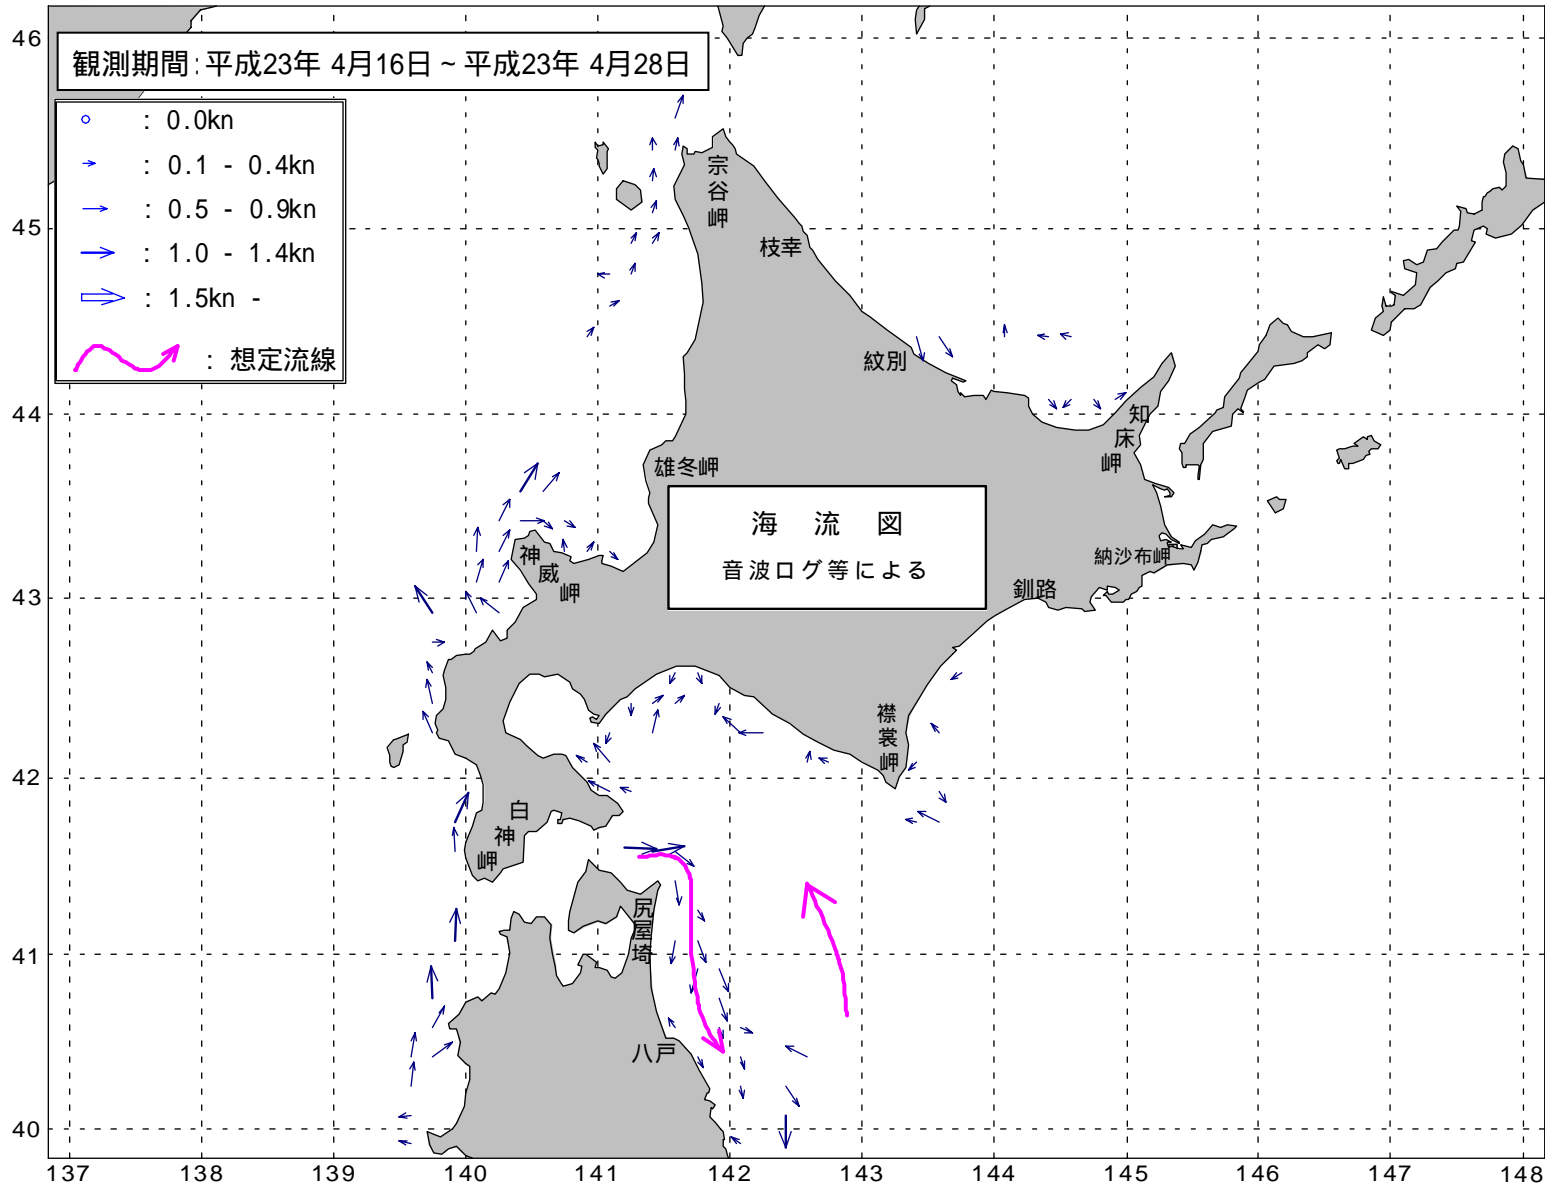 観測期間:平成23年 4月16日 ~ 平成23年 4月28日
: 0.0kn
: 0.1 - 0.4kn
: 0.5 - 0.9kn
: 1.0 - 1.4kn
: 1.5kn -
: 想定流線
海 流 図
音波ログ等による
宗谷岬
枝幸
紋別
知床岬
雄冬岬
納沙布岬
釧路
神威岬
襟裳岬
白神岬
尻屋埼
八戸
46
45
44
43
42
41
40
137 138 139 140 141 142 143 144 145 146 147 148